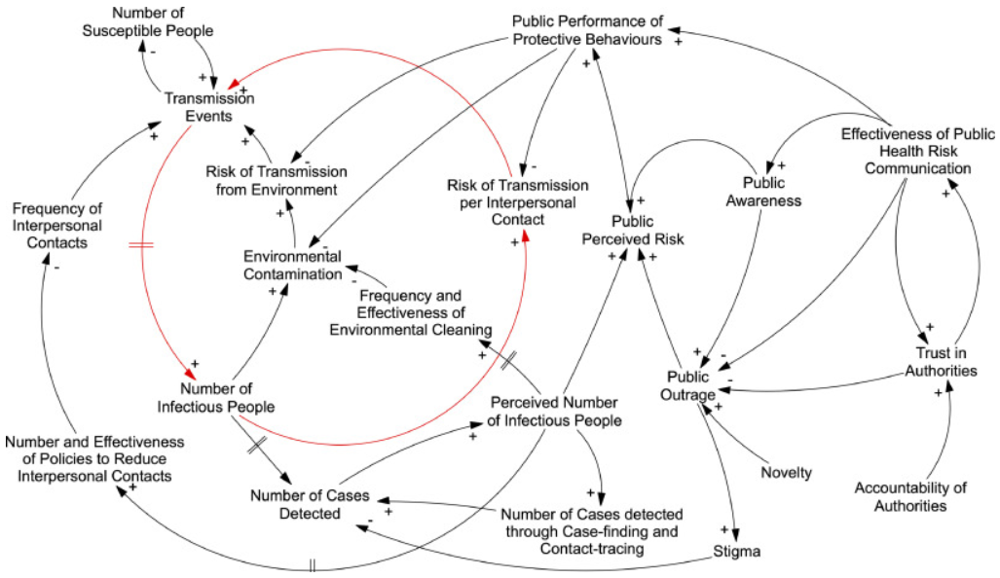 Number of
Susceptible People
Public Performance of
Protective Behaviours
Transmission
Events
Effectiveness of Public
Health Risk
Communication
Risk of Transmission
from Environment
Risk of Transmission
per Interpersonal
Contact
Public
Awareness
Frequency of
Interpersonal
Contacts
Public
Perceived Risk
Environmental
Contamination
Frequency and
Effectiveness of
Environmental Cleaning
Trust in
Authorities
Public
Outrage
Number of
Infectious People
Perceived Number
of Infectious People
Number and Effectiveness
of Policies to Reduce
Interpersonal Contacts
Novelty
Accountability of
Authorities
Number of Cases
Detected
Number of Cases detected
through Case-finding and
Contact-tracing
Stigma